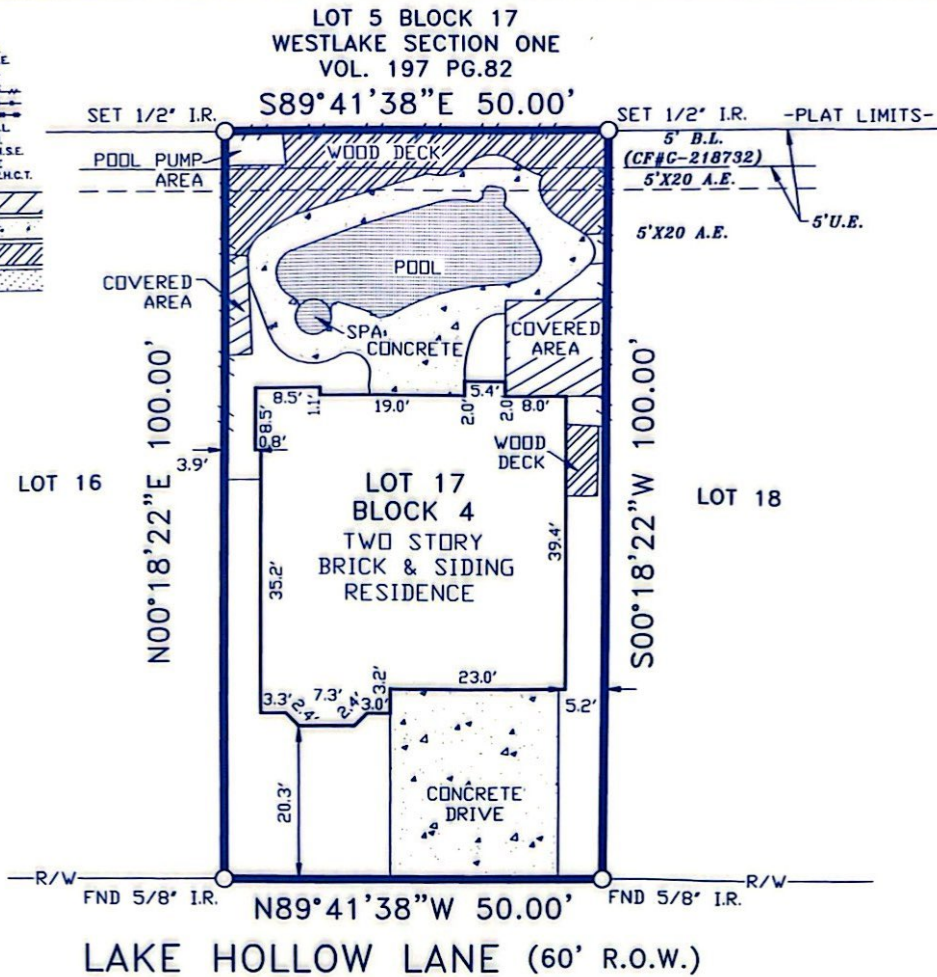 LOT 5 BLOCK 17
WESTLAKE SECTION ONE
VOL. 197 PG.82
S89°41'38"E 50.00'
SET 1/2" I.R.
SET 1/2" I.R.
-PLAT LIMITS-
5' B.L.
(CF#G-218732)
5'X20 A.E.
5'U.E.
5'X20 A.E.
POOL PUMP
AREA
WOOD DECK
POOL
COVERED
AREA
SPA
CONCRETE
COVERED
AREA
8.5'
1.1'
19.0'
2.0'
5.4'
2.0
8.0'
8.5'
0.8'
3.9'
WOOD
DECK
N00°18'22"E 100.00'
S00°18'22"W 100.00'
LOT 16
LOT 17
BLOCK 4
TWO STORY
BRICK & SIDING
RESIDENCE
LOT 18
39.4'
35.2'
3.3'
2.4'
7.3'
2.4'
3.0'
3.2'
23.0'
5.2'
20.3'
CONCRETE
DRIVE
R/W
R/W
FND 5/8" I.R.
FND 5/8" I.R.
N89°41'38"W 50.00'
LAKE HOLLOW LANE (60' R.O.W.)